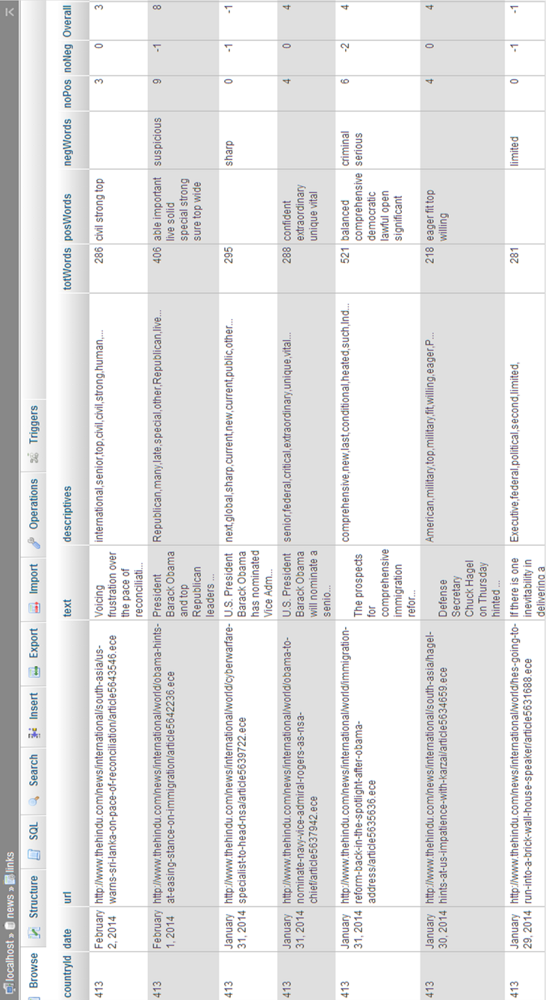 localhost » news » links
Browse Structure SQL Search Insert Export Import Operations Triggers
countryId date url text descriptives totWords posWords negWords noPos noNeg Overall
413 February http://www.thehindu.com/news/international/south-asia/us- Voicing international,senior,top,civil,civil,strong,human,... 286 civil strong top 3 0 3
2, 2014 warns-sri-lanka-on-pace-of-reconciliation/article5643546.ece frustration over
the pace of
reconciliati...
413 February http://www.thehindu.com/news/international/world/obama-hints- President Republican,many,late,special,other,Republican,live... 406 able important suspicious 9 -1 8
1, 2014 at-easing-stance-on-immigration/article5642236.ece Barack Obama live solid
and top special strong
Republican sure top wide
leaders ...
413 January http://www.thehindu.com/news/international/world/cyberwarfare- U.S. President next,global,sharp,current,new,current,public,other... 295 sharp 0 -1 -1
31, 2014 specialist-to-head-nsa/article5639722.ece Barack Obama
has nominated
Vice Adm...
413 January http://www.thehindu.com/news/international/world/obama-to- U.S. President senior,federal,critical,extraordinary,unique,vital... 288 confident 4 0 4
31, 2014 nominate-navy-vice-admiral-rogers-as-nsa- Barack Obama extraordinary
chief/article5637942.ece will nominate a unique vital
senio...
413 January http://www.thehindu.com/news/international/world/immigration- The prospects comprehensive,new,last,conditional,heated,such,Ind... 521 balanced criminal 6 -2 4
31, 2014 reform-back-in-the-spotlight-after-obama- for comprehensive serious
address/article5635636.ece comprehensive democratic
immigration lawful open
refor... significant
413 January http://www.thehindu.com/news/international/south-asia/hagel- Defense American,military,top,military,fit,willing,eager,P... 218 eager fit top 4 0 4
30, 2014 hints-at-us-impatience-with-karzai/article5634659.ece Secretary willing
Chuck Hagel
on Thursday
hinted ...
413 January http://www.thehindu.com/news/international/world/hes-going-to- If there is one Executive,federal,political,second,limited, 281 limited 0 -1 -1
29, 2014 run-into-a-brick-wall-house-speaker/article5631688.ece inevitability in
delivering a